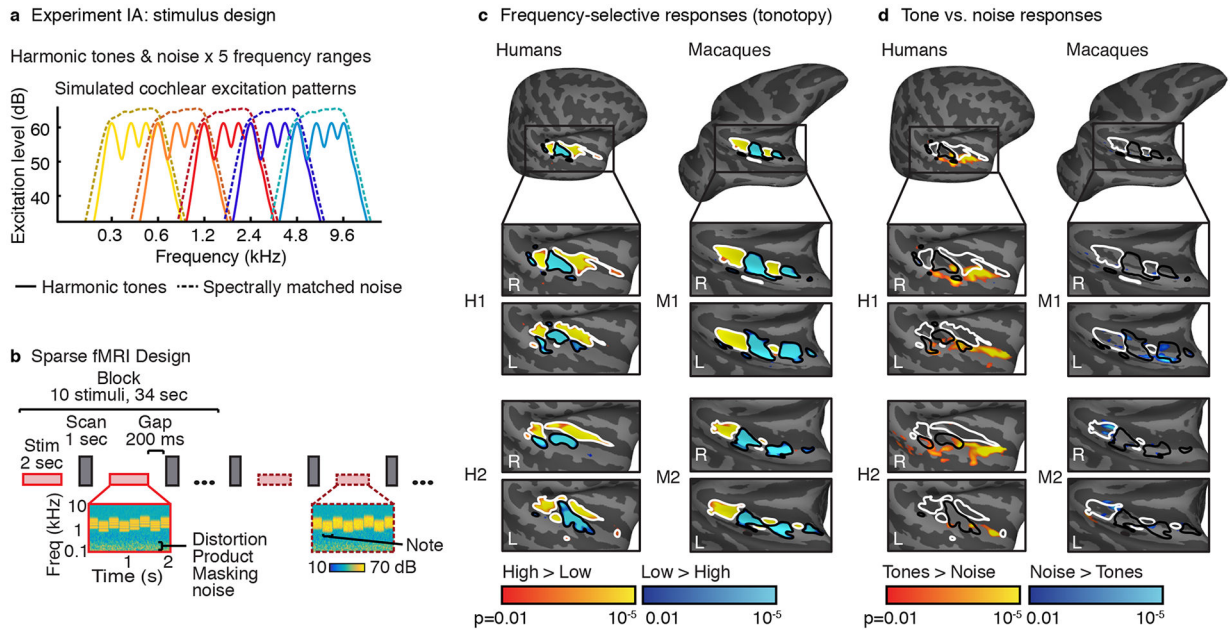 a Experiment IA: stimulus design
Harmonic tones & noise x 5 frequency ranges
Simulated cochlear excitation patterns
Excitation level (dB)
60
50
40
0.3 0.6 1.2 2.4 4.8 9.6
Frequency (kHz)
Harmonic tones Spectrally matched noise
b Sparse fMRI Design
Block
10 stimuli, 34 sec
Scan
1 sec
Gap
200 ms
Stim
2 sec
Freq (kHz)
10
1
0.1
1 2
Time (s)
Distortion
Product
Masking
noise
Note
10 70 dB
c Frequency-selective responses (tonotopy)
Humans Macaques
H1
R
L
M1
R
L
H2
R
L
M2
R
L
High > Low Low > High
p=0.01 10-5 0.01 10-5
d Tone vs. noise responses
Humans Macaques
H1
R
L
M1
R
L
H2
R
L
M2
R
L
Tones > Noise Noise > Tones
p=0.01 10-5 0.01 10-5